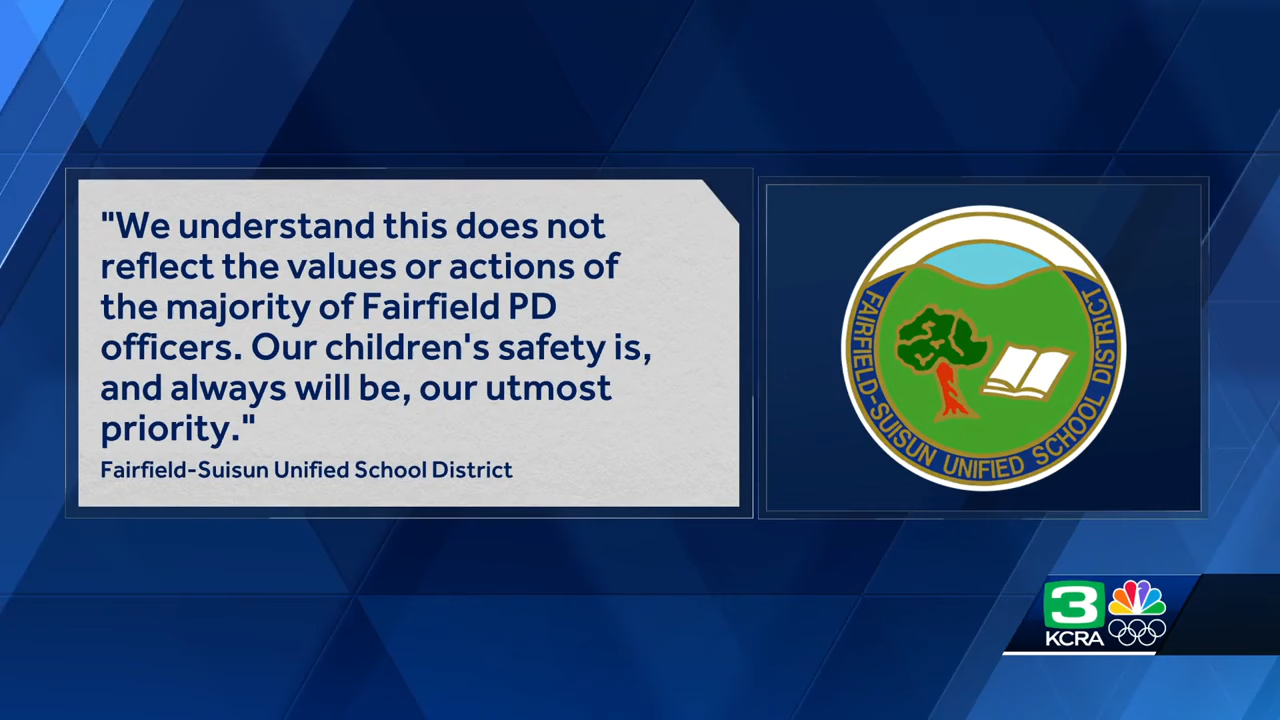 "We understand this does not
reflect the values or actions of
the majority of Fairfield PD
officers. Our children's safety is,
and always will be, our utmost
priority."
Fairfield-Suisun Unified School District
FAIRFIELD-SUISUN UNIFIED SCHOOL DISTRICT
3
KCRA